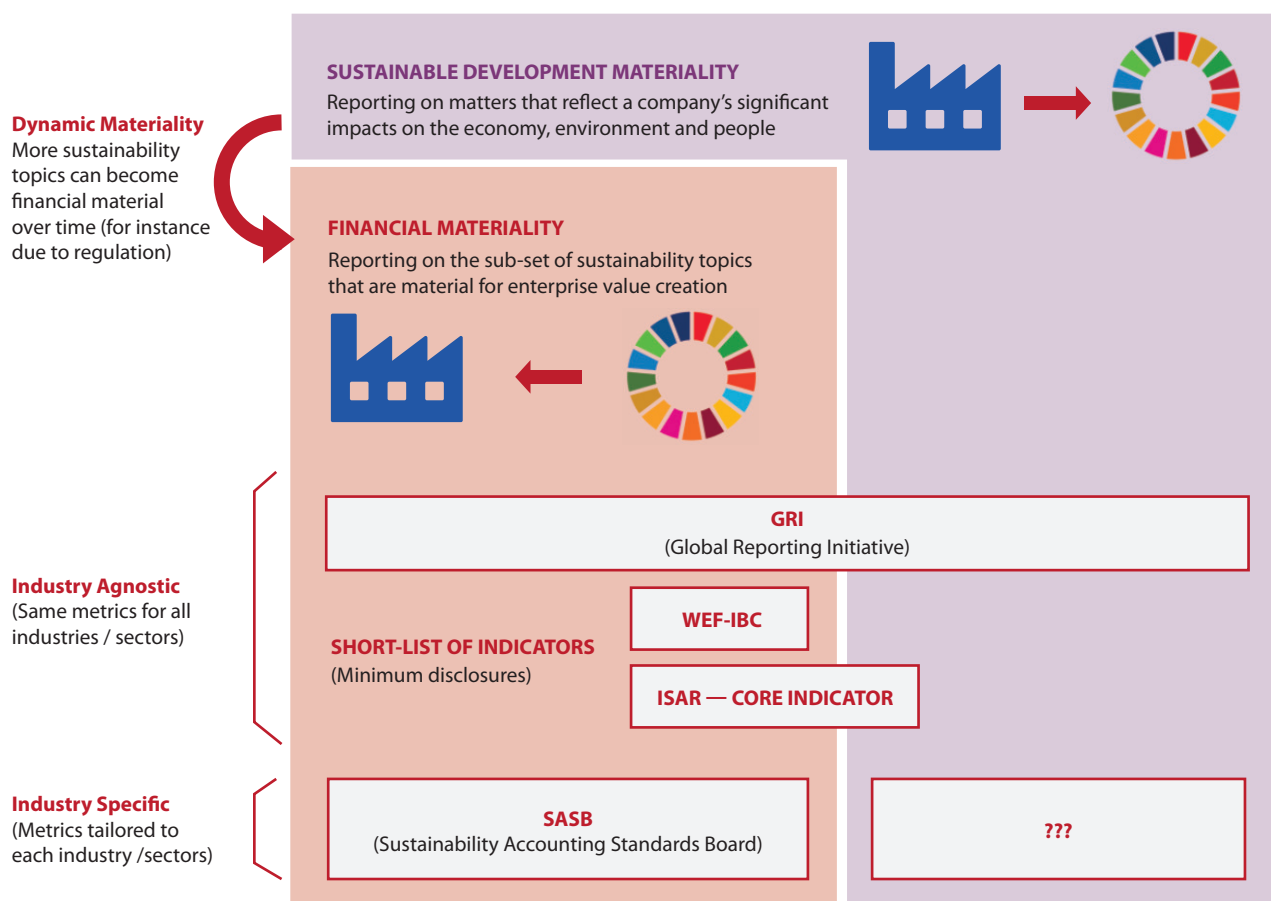 SUSTAINABLE DEVELOPMENT MATERIALITY
Reporting on matters that reflect a company's significant
impacts on the economy, environment and people
Dynamic Materiality
More sustainability
topics can become
financial material
over time (for instance
due to regulation)
FINANCIAL MATERIALITY
Reporting on the sub-set of sustainability topics
that are material for enterprise value creation
GRI
(Global Reporting Initiative)
Industry Agnostic
(Same metrics for all
industries / sectors)
WEF-IBC
SHORT-LIST OF INDICATORS
(Minimum disclosures)
ISAR — CORE INDICATOR
Industry Specific
(Metrics tailored to
each industry /sectors)
SASB
(Sustainability Accounting Standards Board)
???